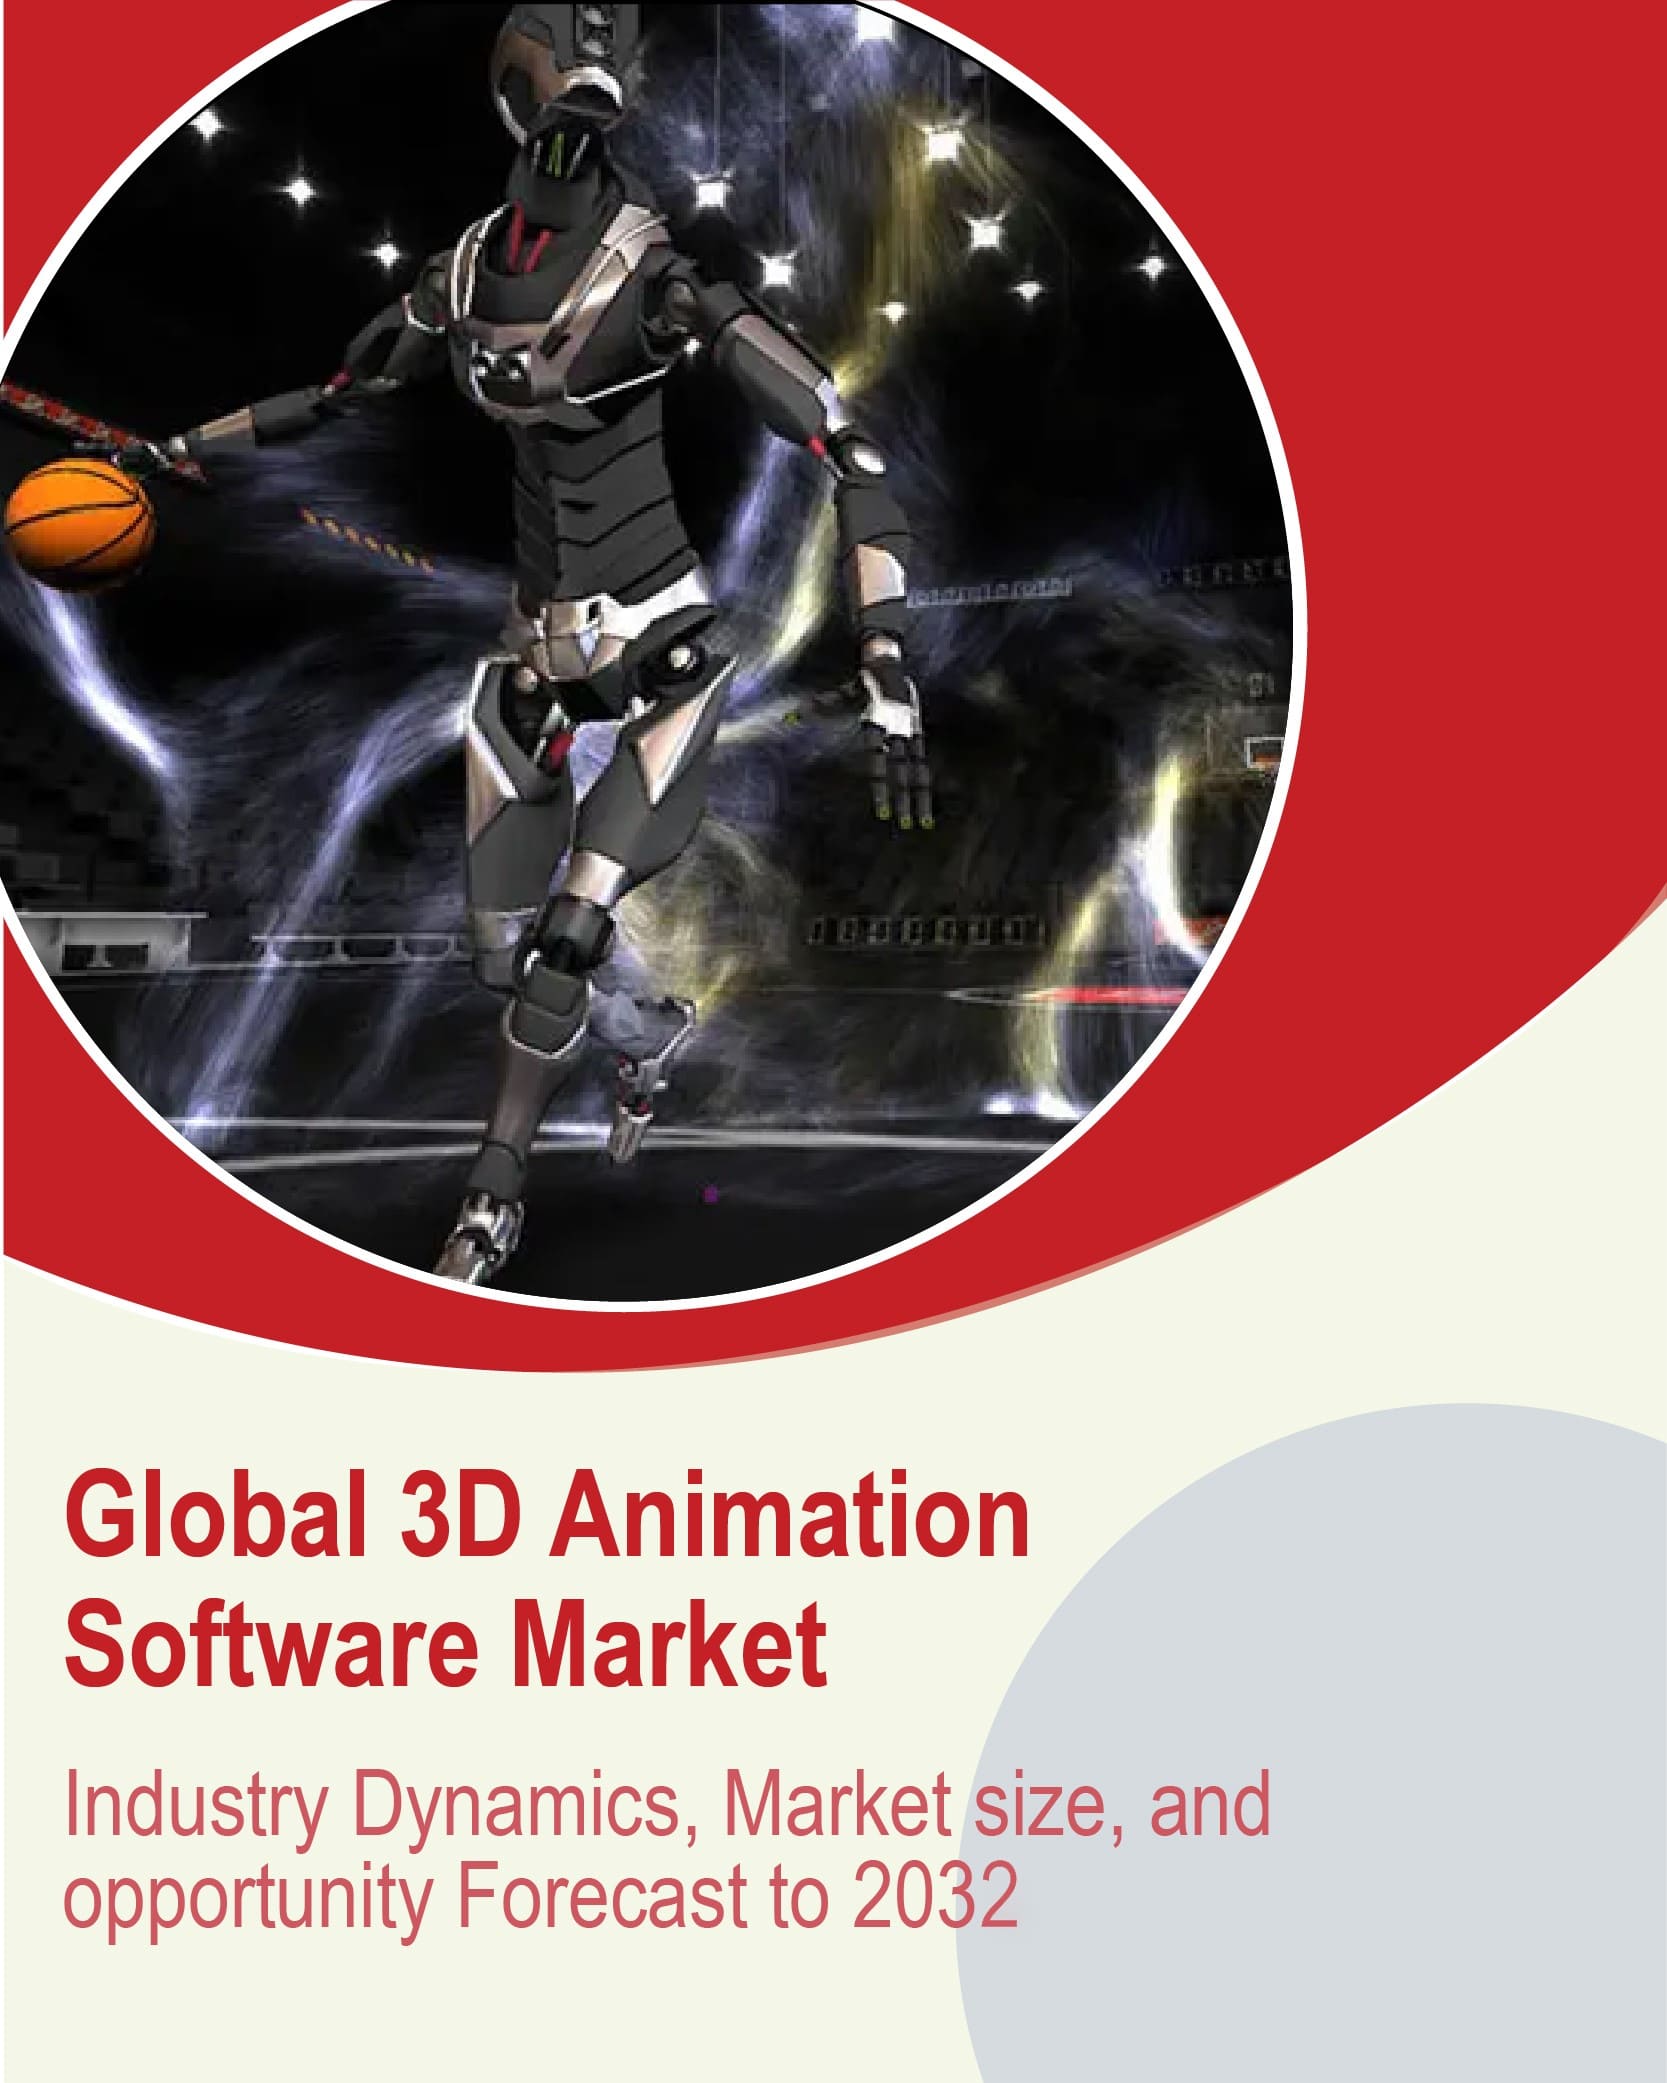 Global 3D Animation
Software Market
Industry Dynamics, Market size, and
opportunity Forecast to 2032